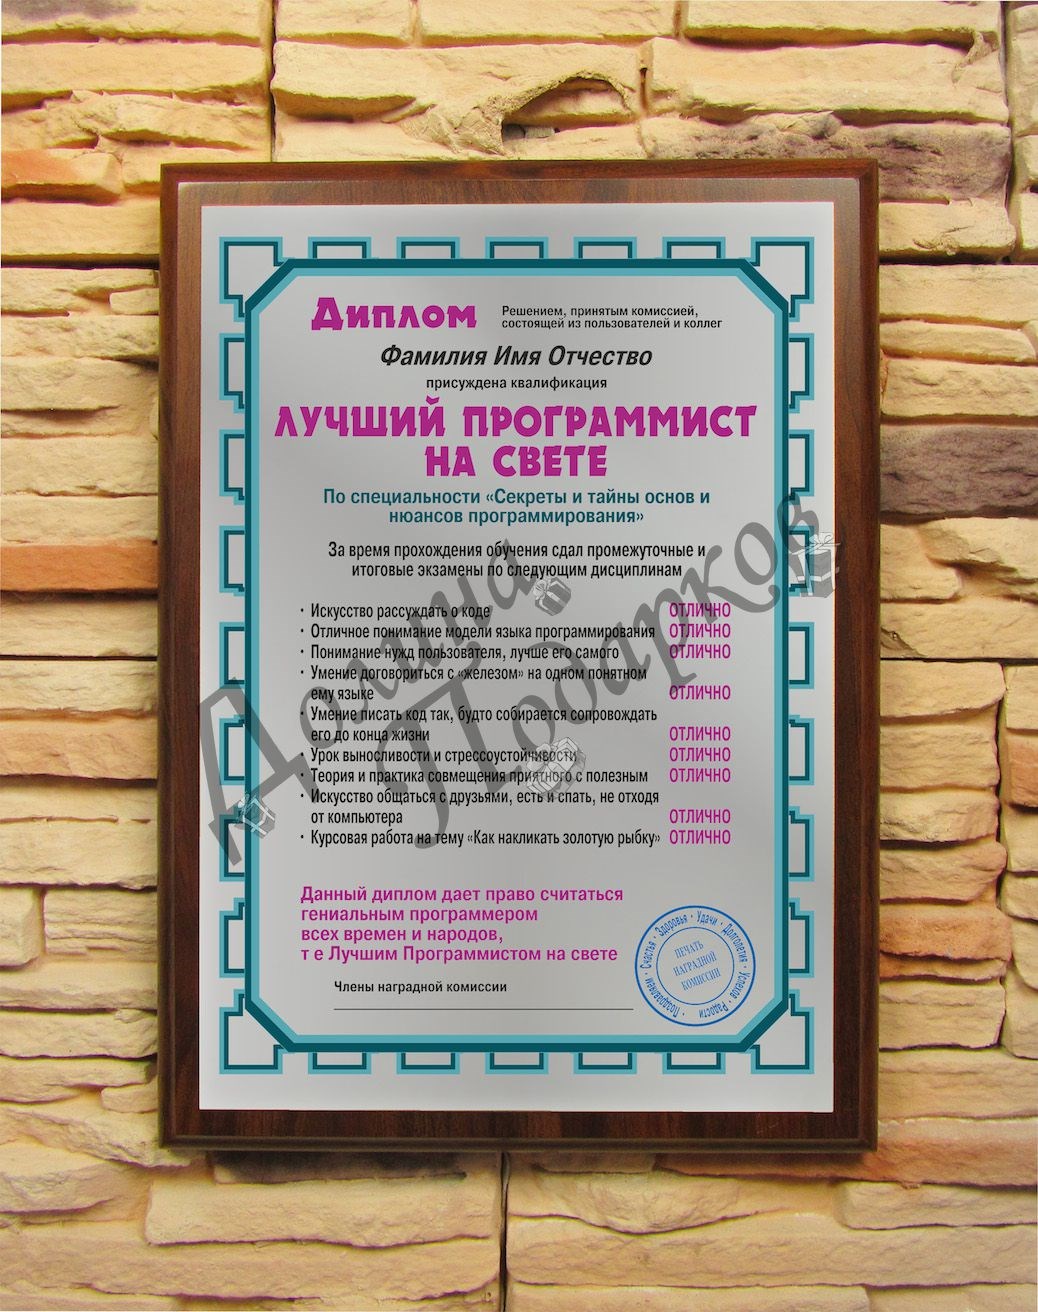 Диплом
Решением, принятым комиссией,
состоящей из пользователей и коллег
Фамилия Имя Отчество
присуждена квалификация
ЛУЧШИЙ ПРОГРАММИСТ
НА СВЕТЕ
По специальности «Секреты и тайны основ и
нюансов программирования»
За время прохождения обучения сдал промежуточные и
итоговые экзамены по следующим дисциплинам
· Искусство рассуждать о коде ОТЛИЧНО
· Отличное понимание модели языка программирования ОТЛИЧНО
· Понимание нужд пользователя, лучше его самого ОТЛИЧНО
· Умение договориться с «железом» на одном понятном
ему языке ОТЛИЧНО
· Умение писать код так, будто собирается сопровождать
его до конца жизни ОТЛИЧНО
· Урок выносливости и стрессоустойчивости ОТЛИЧНО
· Теория и практика совмещения приятного с полезным ОТЛИЧНО
· Искусство общаться с друзьями, есть и спать, не отходя
от компьютера ОТЛИЧНО
· Курсовая работа на тему «Как накликать золотую рыбку» ОТЛИЧНО
Данный диплом дает право считаться
гениальным программером
всех времен и народов,
т е Лучшим Программистом на свете
Члены наградной комиссии
Поздравляем · Счастья · Здоровья · Удачи · Долголетия · Успехов · Радости ·
ПЕЧАТЬ
НАГРАДНОЙ
КОМИССИИ
Долина
Подарков